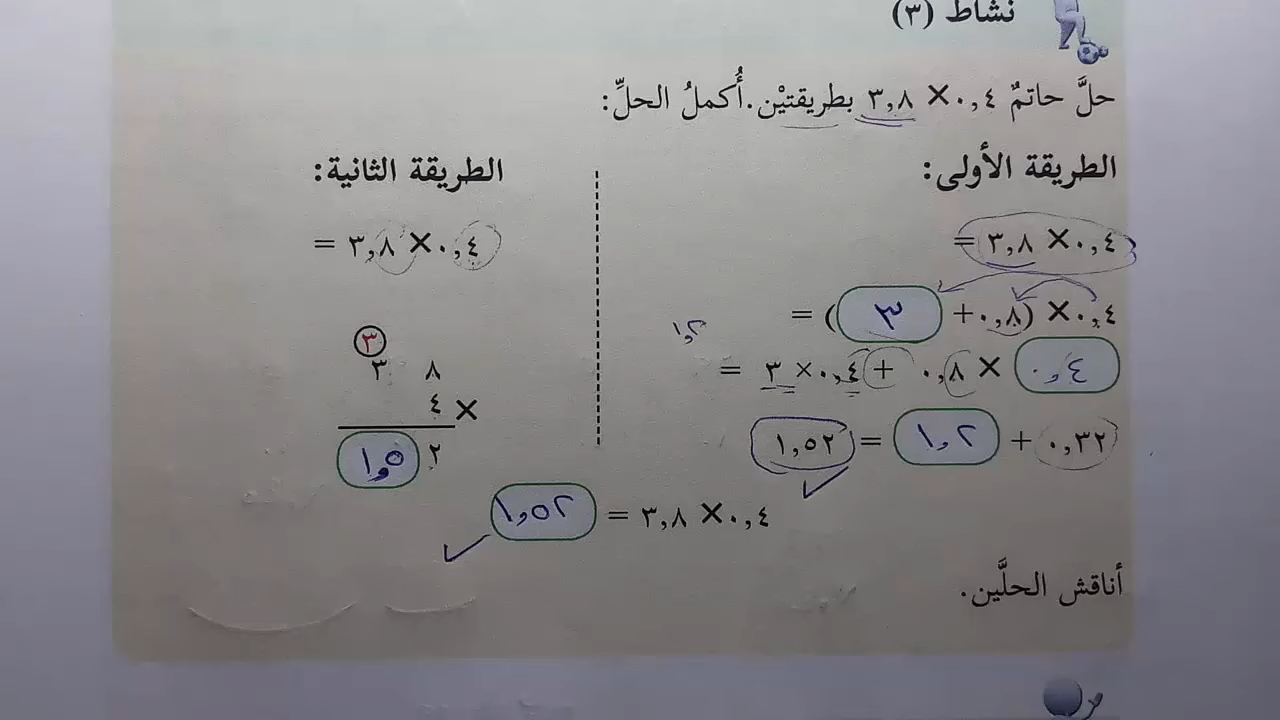 نشاط (٣)
حلَّ حاتمٌ ٠,٤ × ٣,٨ بطريقتيْن. أُكملُ الحلِّ:
الطريقة الأولى:
٠,٤ × ٣,٨ =
٠,٤ × (٠,٨ + ٣) =
٠,٤ × ٠,٨ + ٠,٤ × ٣ =
١,٢
٠,٣٢ + ١,٢ = ١,٥٢
الطريقة الثانية:
٠,٤ × ٣,٨ =
٣
٣ ٨
× ٤
١,٥ ٢
٠,٤ × ٣,٨ = ١,٥٢
أناقش الحلَّين.